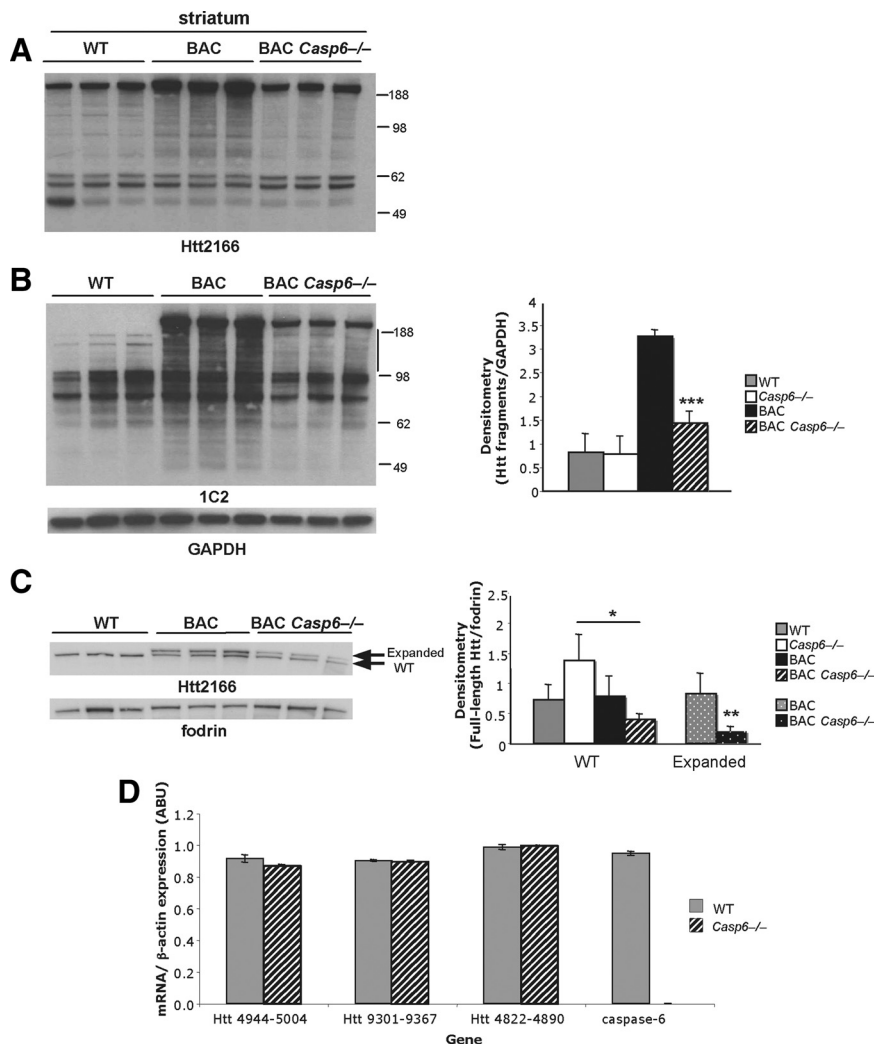 striatum
A
WT BAC BAC Casp6–/–
188
98
62
49
Htt2166
B
WT BAC BAC Casp6–/–
188
98
62
49
1C2
GAPDH
Densitometry
(Htt fragments/GAPDH)
4
3.5
3
2.5
2
1.5
1
0.5
0
***
WT
Casp6–/–
BAC
BAC Casp6–/–
C
WT BAC BAC Casp6–/–
Expanded
WT
Htt2166
fodrin
Densitometry
(Full-length Htt/fodrin)
2.5
2
1.5
1
0.5
0
*
**
WT Expanded
WT
Casp6–/–
BAC
BAC Casp6–/–
BAC
BAC Casp6–/–
D
mRNA/ β-actin expression (ABU)
1.2
1.0
0.8
0.6
0.4
0.2
0.0
Htt 4944-5004 Htt 9301-9367 Htt 4822-4890 caspase-6
Gene
WT
Casp6–/–